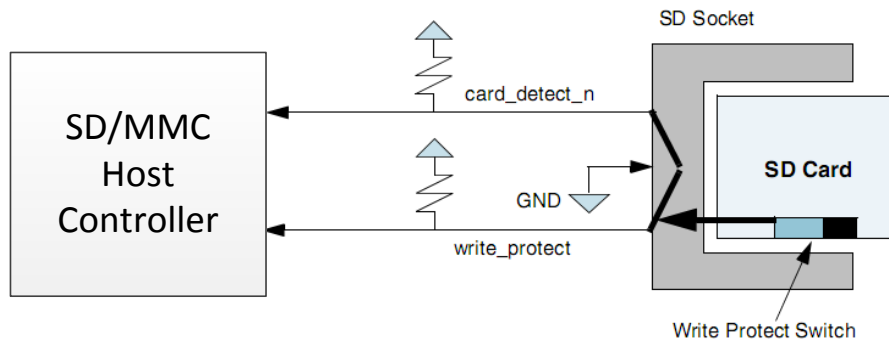 SD Socket
card_detect_n
SD/MMC
Host
Controller
SD Card
GND
write_protect
Write Protect Switch